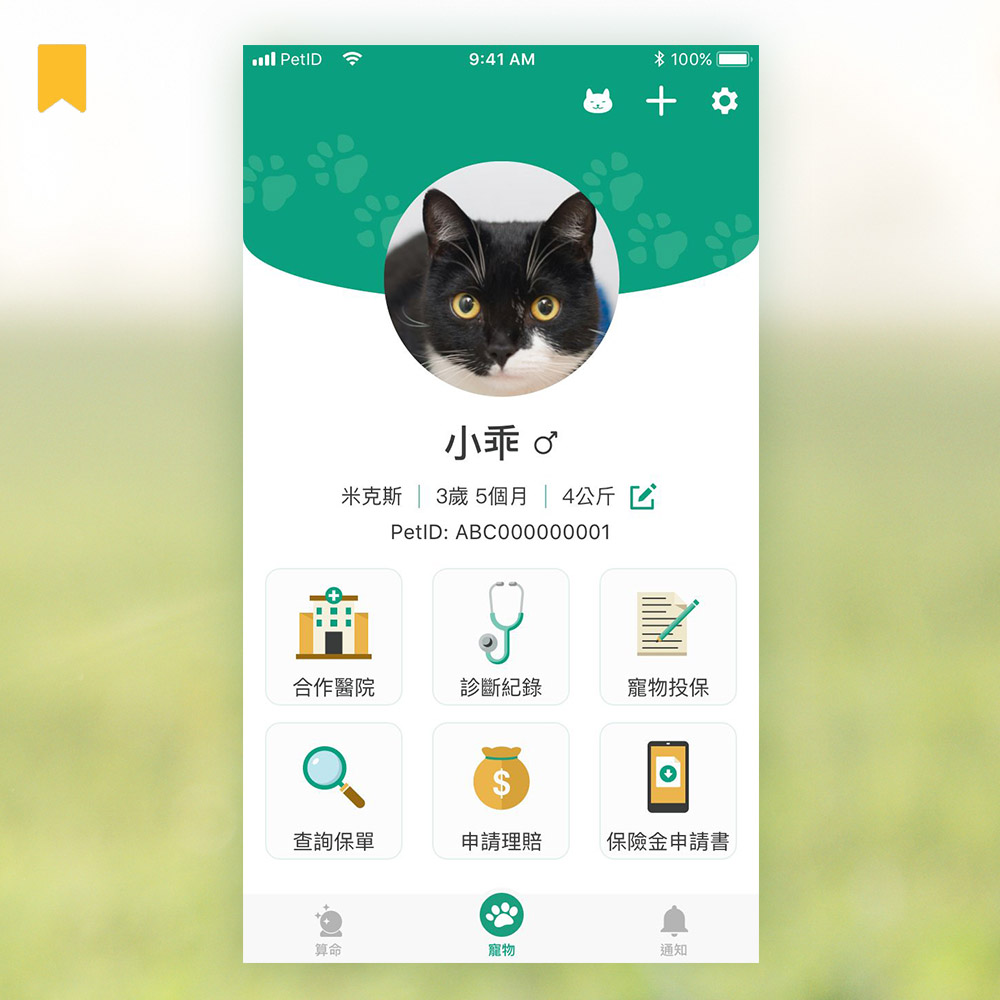 PetID 9:41 AM 100%
小乖 ♂
米克斯 | 3歲 5個月 | 4公斤
PetID: ABC000000001
合作醫院 診斷紀錄 寵物投保
$
查詢保單 申請理賠 保險金申請書
算命 寵物 通知